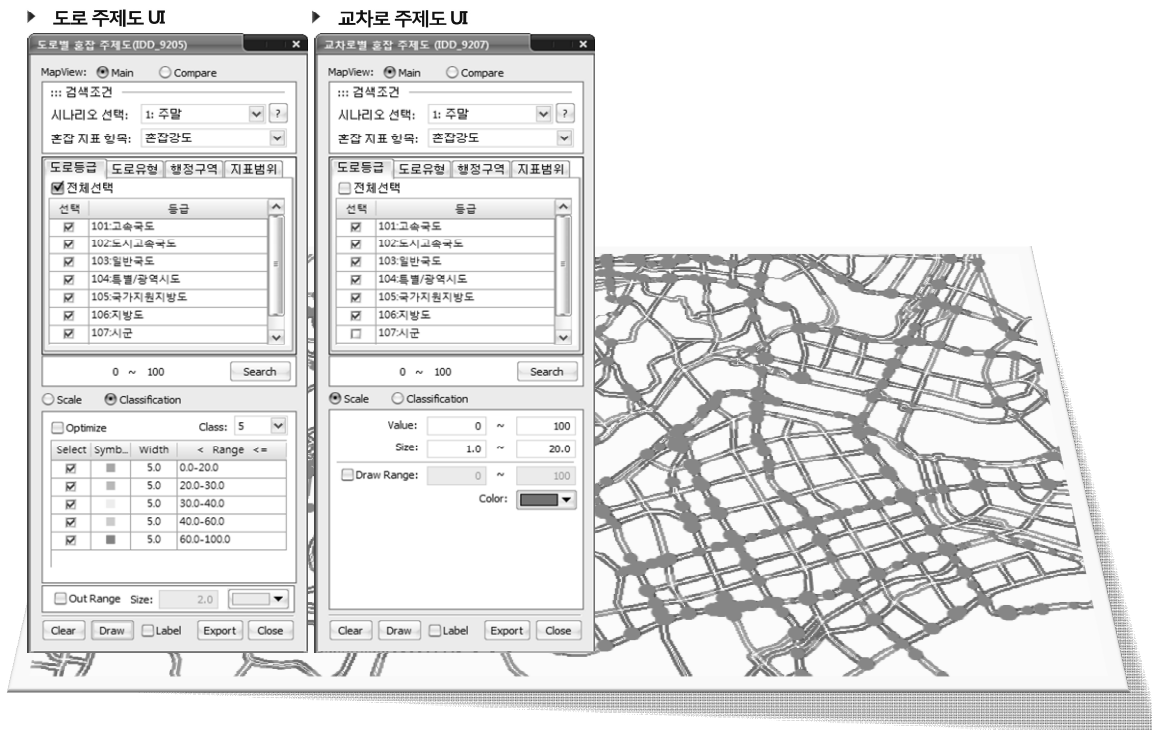 도로 주제도 UI
도로별 혼잡 주제도(IDD_9205)
MapView: Main Compare
::: 검색조건
시나리오 선택: 1: 주말 ?
혼잡 지표 항목: 혼잡강도
도로등급 도로유형 행정구역 지표범위
전체선택
선택 등급
101:고속국도
102:도시고속국도
103:일반국도
104:특별/광역시도
105:국가지원지방도
106:지방도
107:시군
0 ~ 100 Search
Scale Classification
Optimize Class: 5
Select Symb... Width < Range <=
5.0 0.0-20.0
5.0 20.0-30.0
5.0 30.0-40.0
5.0 40.0-60.0
5.0 60.0-100.0
Out Range Size: 2.0
Clear Draw Label Export Close
교차로 주제도 UI
교차로별 혼잡 주제도 (IDD_9207)
MapView: Main Compare
::: 검색조건
시나리오 선택: 1: 주말 ?
혼잡 지표 항목: 혼잡강도
도로등급 도로유형 행정구역 지표범위
전체선택
선택 등급
101:고속국도
102:도시고속국도
103:일반국도
104:특별/광역시도
105:국가지원지방도
106:지방도
107:시군
0 ~ 100 Search
Scale Classification
Value: 0 ~ 100
Size: 1.0 ~ 20.0
Draw Range: 0 ~ 100
Color:
Clear Draw Label Export Close